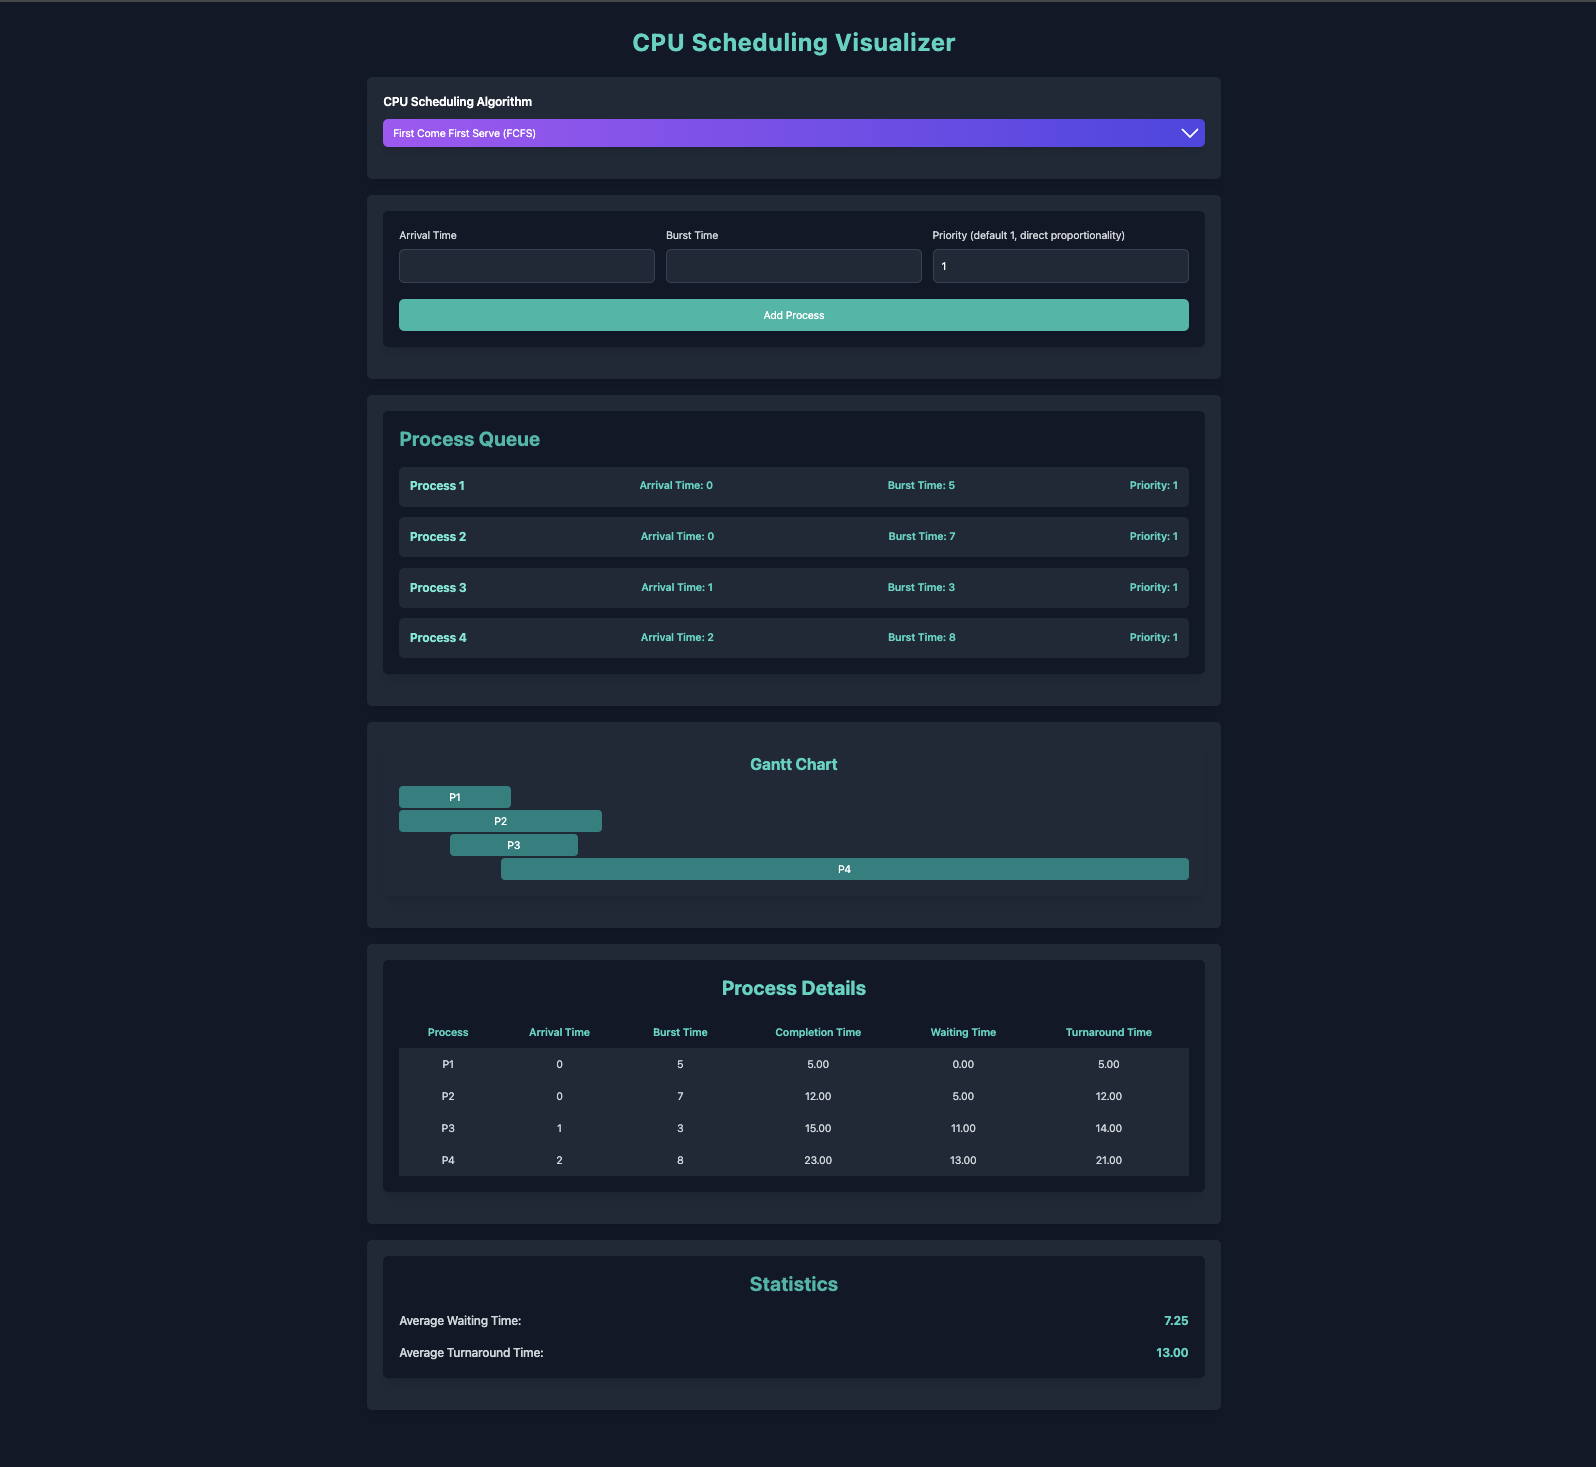 CPU Scheduling Visualizer
CPU Scheduling Algorithm
First Come First Serve (FCFS)
Arrival Time Burst Time Priority (default 1, direct proportionality)
1
Add Process
Process Queue
Process 1 Arrival Time: 0 Burst Time: 5 Priority: 1
Process 2 Arrival Time: 0 Burst Time: 7 Priority: 1
Process 3 Arrival Time: 1 Burst Time: 3 Priority: 1
Process 4 Arrival Time: 2 Burst Time: 8 Priority: 1
Gantt Chart
P1
P2
P3
P4
Process Details
Process Arrival Time Burst Time Completion Time Waiting Time Turnaround Time
P1 0 5 5.00 0.00 5.00
P2 0 7 12.00 5.00 12.00
P3 1 3 15.00 11.00 14.00
P4 2 8 23.00 13.00 21.00
Statistics
Average Waiting Time: 7.25
Average Turnaround Time: 13.00